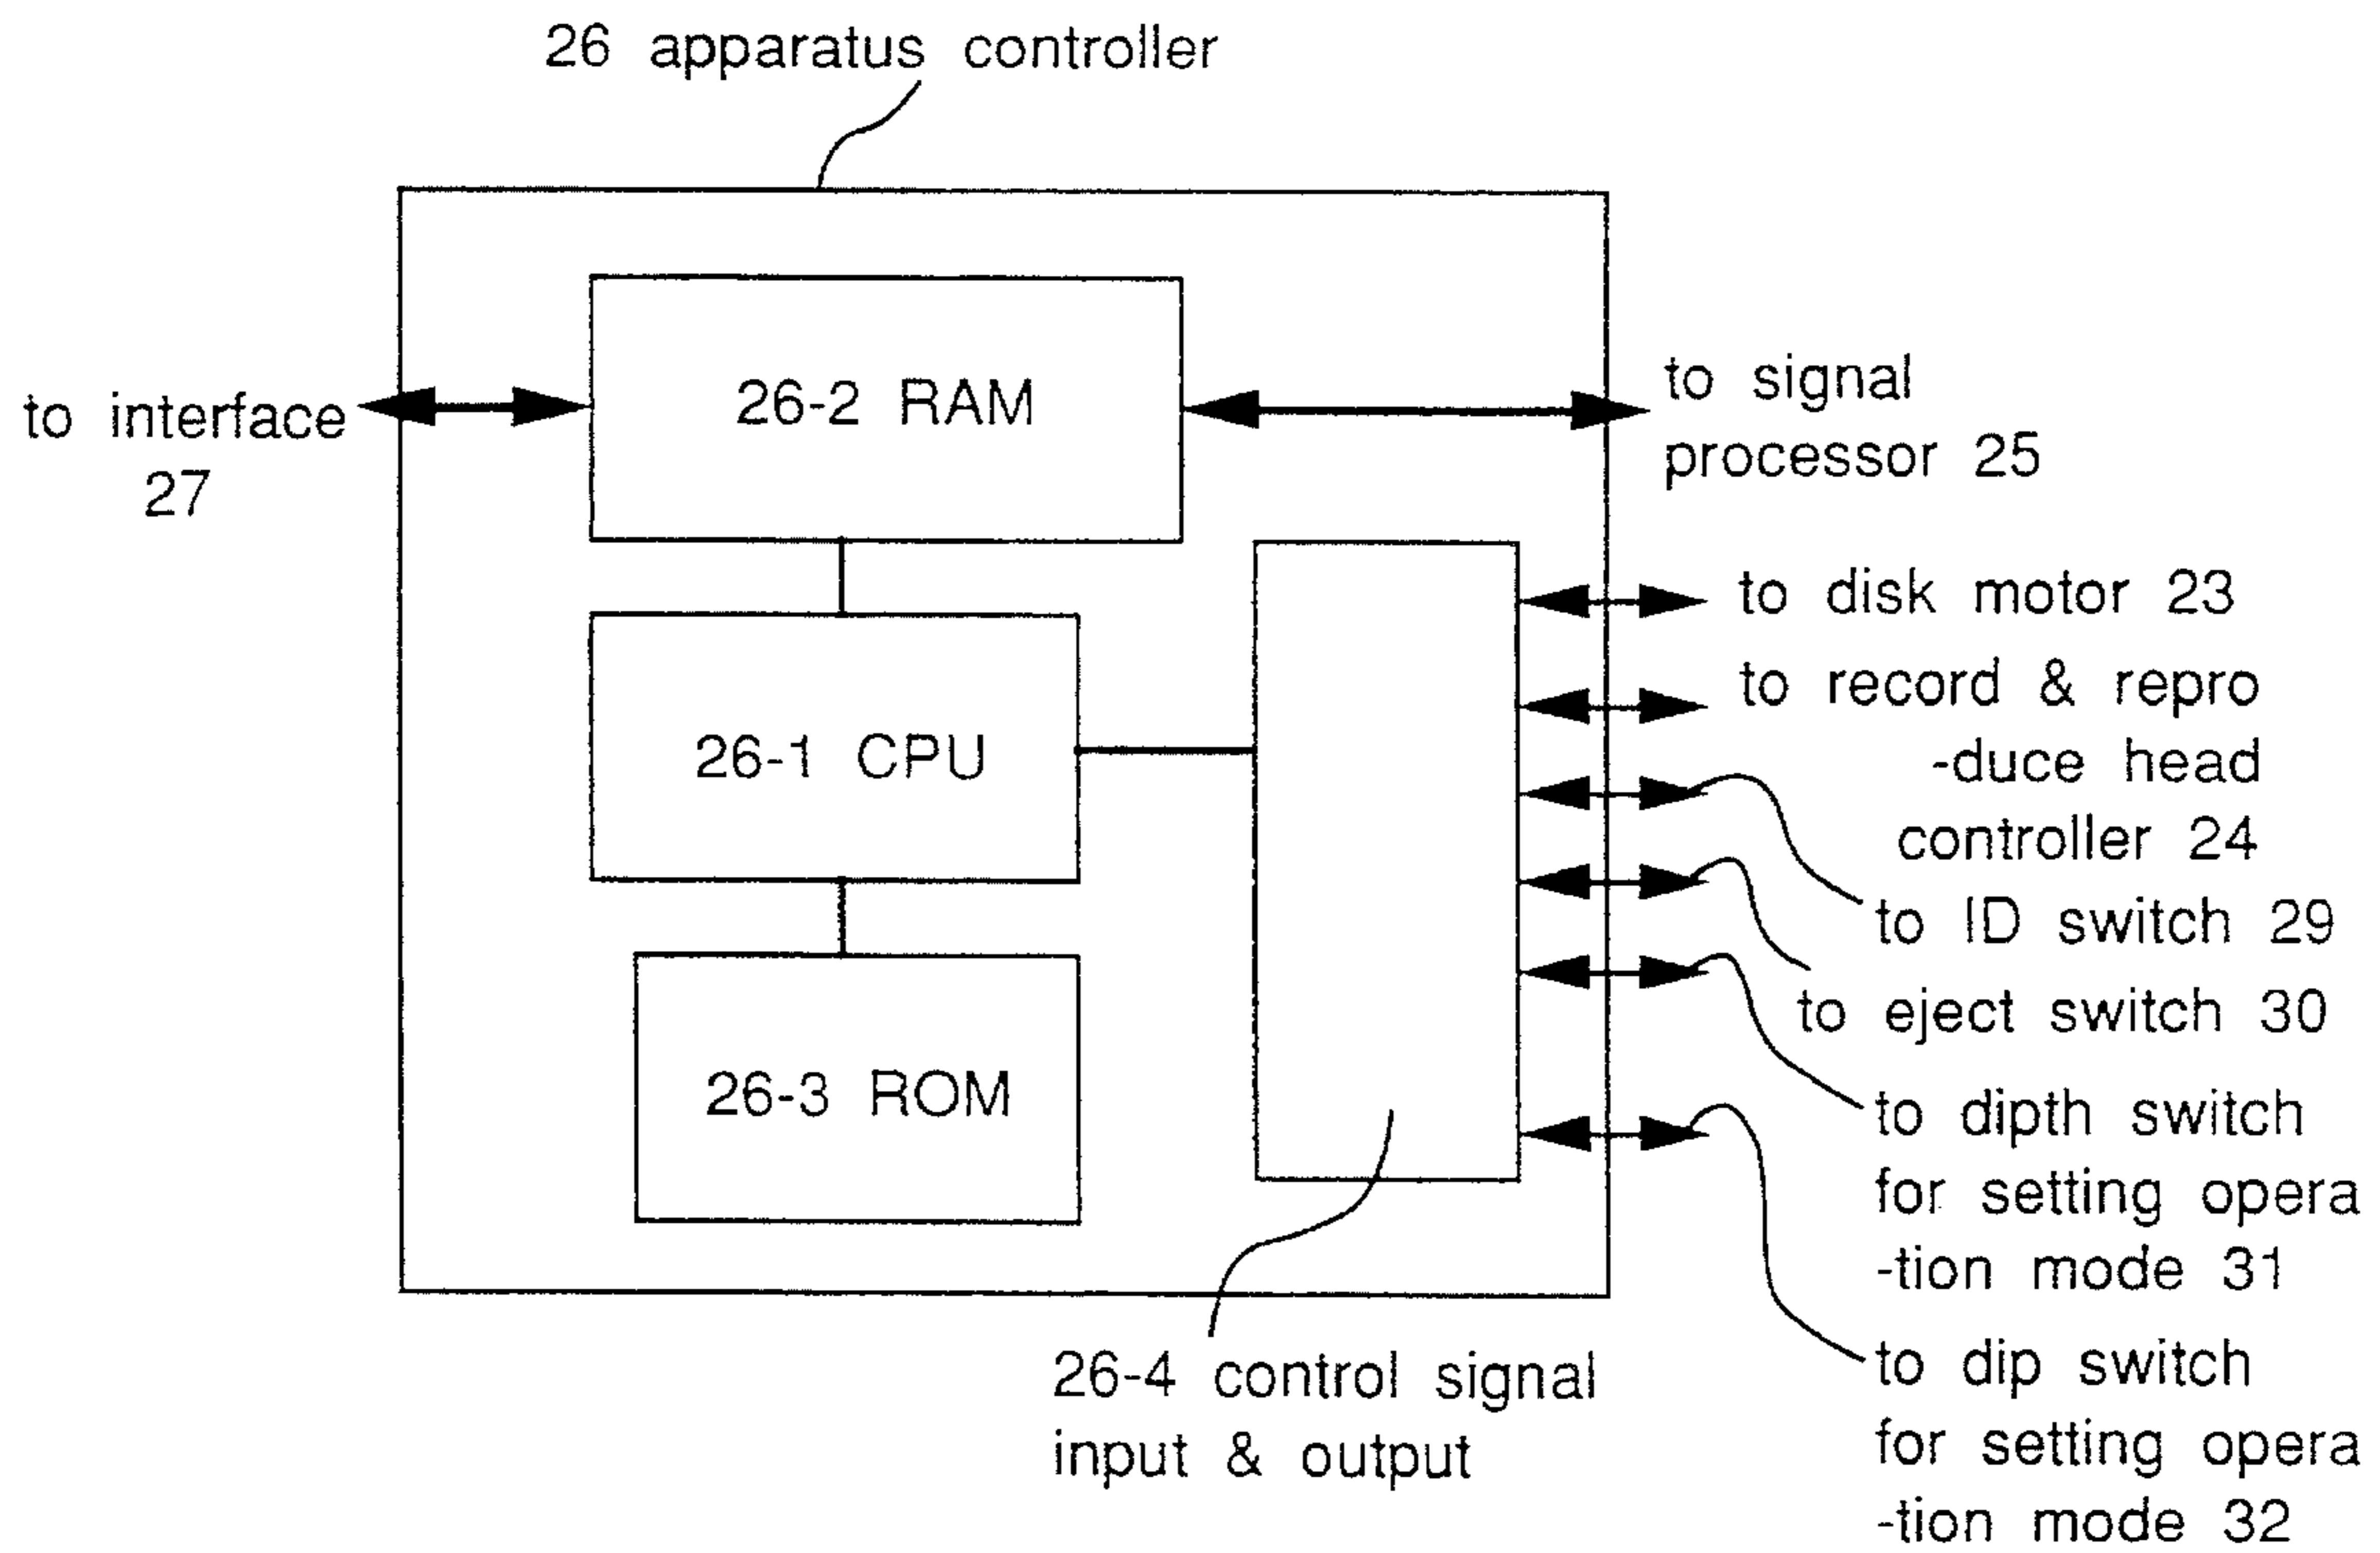 26 apparatus controller
26-2 RAM
to interface
27
to signal
processor 25
to disk motor 23
to record & repro
-duce head
controller 24
26-1 CPU
to ID switch 29
to eject switch 30
26-3 ROM
to dipth switch
for setting opera
-tion mode 31
26-4 control signal
input & output
to dip switch
for setting opera
-tion mode 32